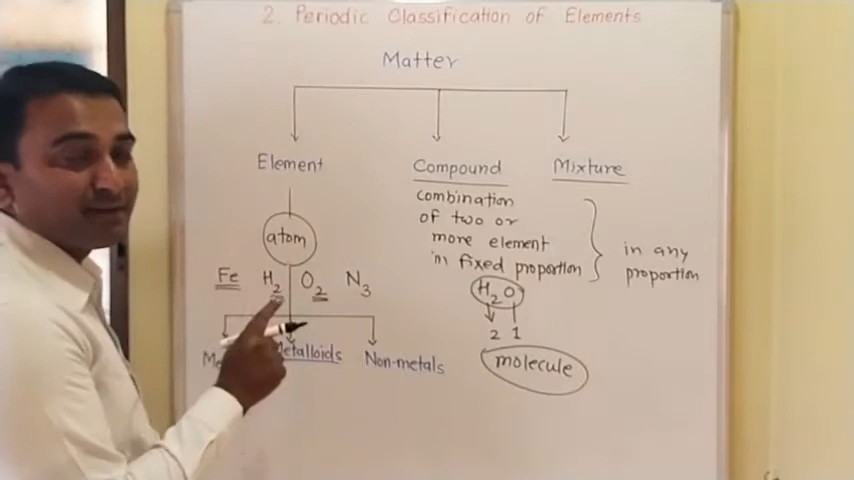 2. Periodic Classification of Elements
Matter
Element
Compound
Mixture
atom
Fe H2 O2 N3
Metalloids
Non-metals
combination
of two or
more element
in fixed proportion
H2O
2 1
molecule
in any
proportion